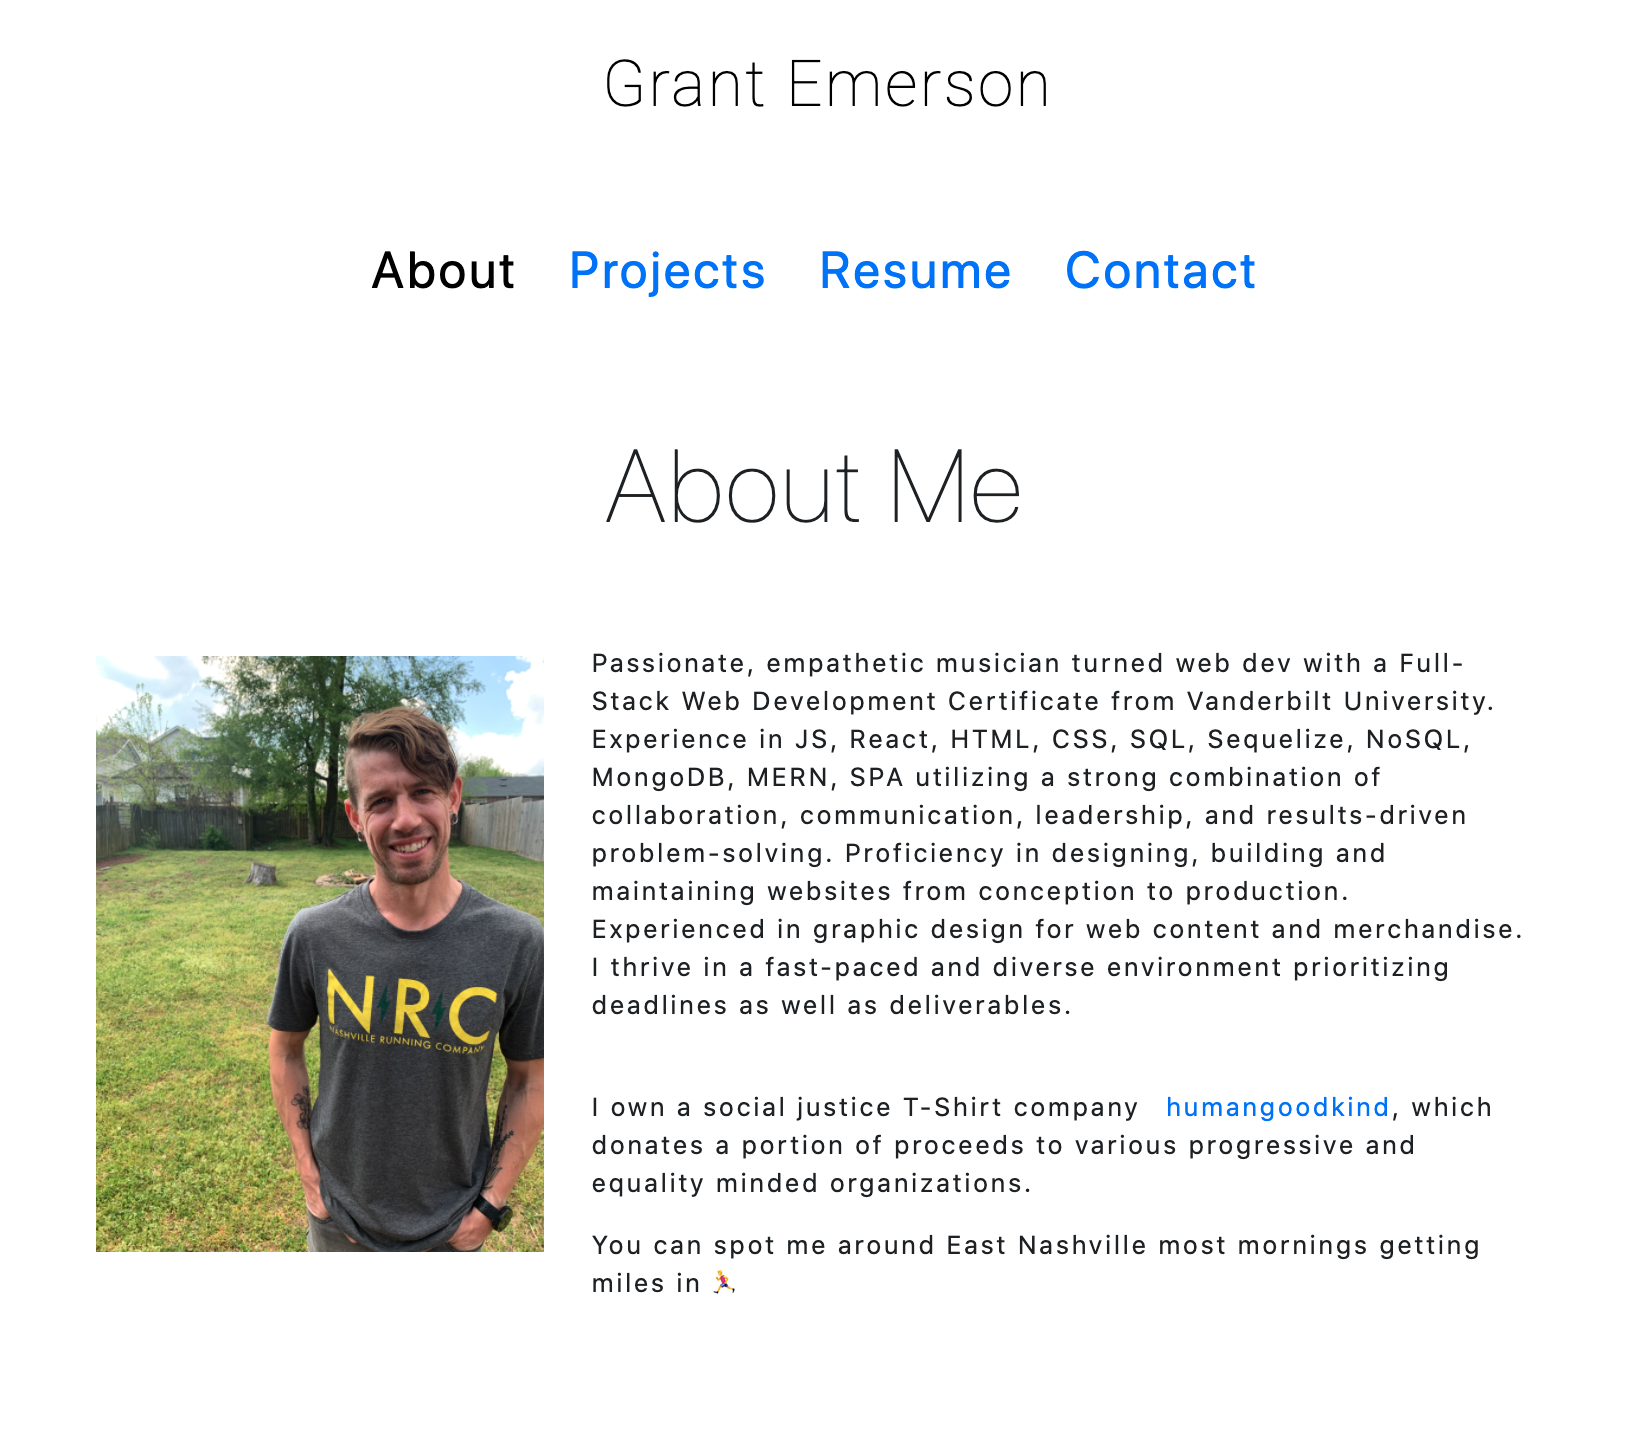 Grant Emerson
About Projects Resume Contact
About Me
Passionate, empathetic musician turned web dev with a Full-
Stack Web Development Certificate from Vanderbilt University.
Experience in JS, React, HTML, CSS, SQL, Sequelize, NoSQL,
MongoDB, MERN, SPA utilizing a strong combination of
collaboration, communication, leadership, and results-driven
problem-solving. Proficiency in designing, building and
maintaining websites from conception to production.
Experienced in graphic design for web content and merchandise.
I thrive in a fast-paced and diverse environment prioritizing
deadlines as well as deliverables.
I own a social justice T-Shirt company humangoodkind, which
donates a portion of proceeds to various progressive and
equality minded organizations.
You can spot me around East Nashville most mornings getting
miles in 🏃
NRC
NASHVILLE RUNNING COMPANY